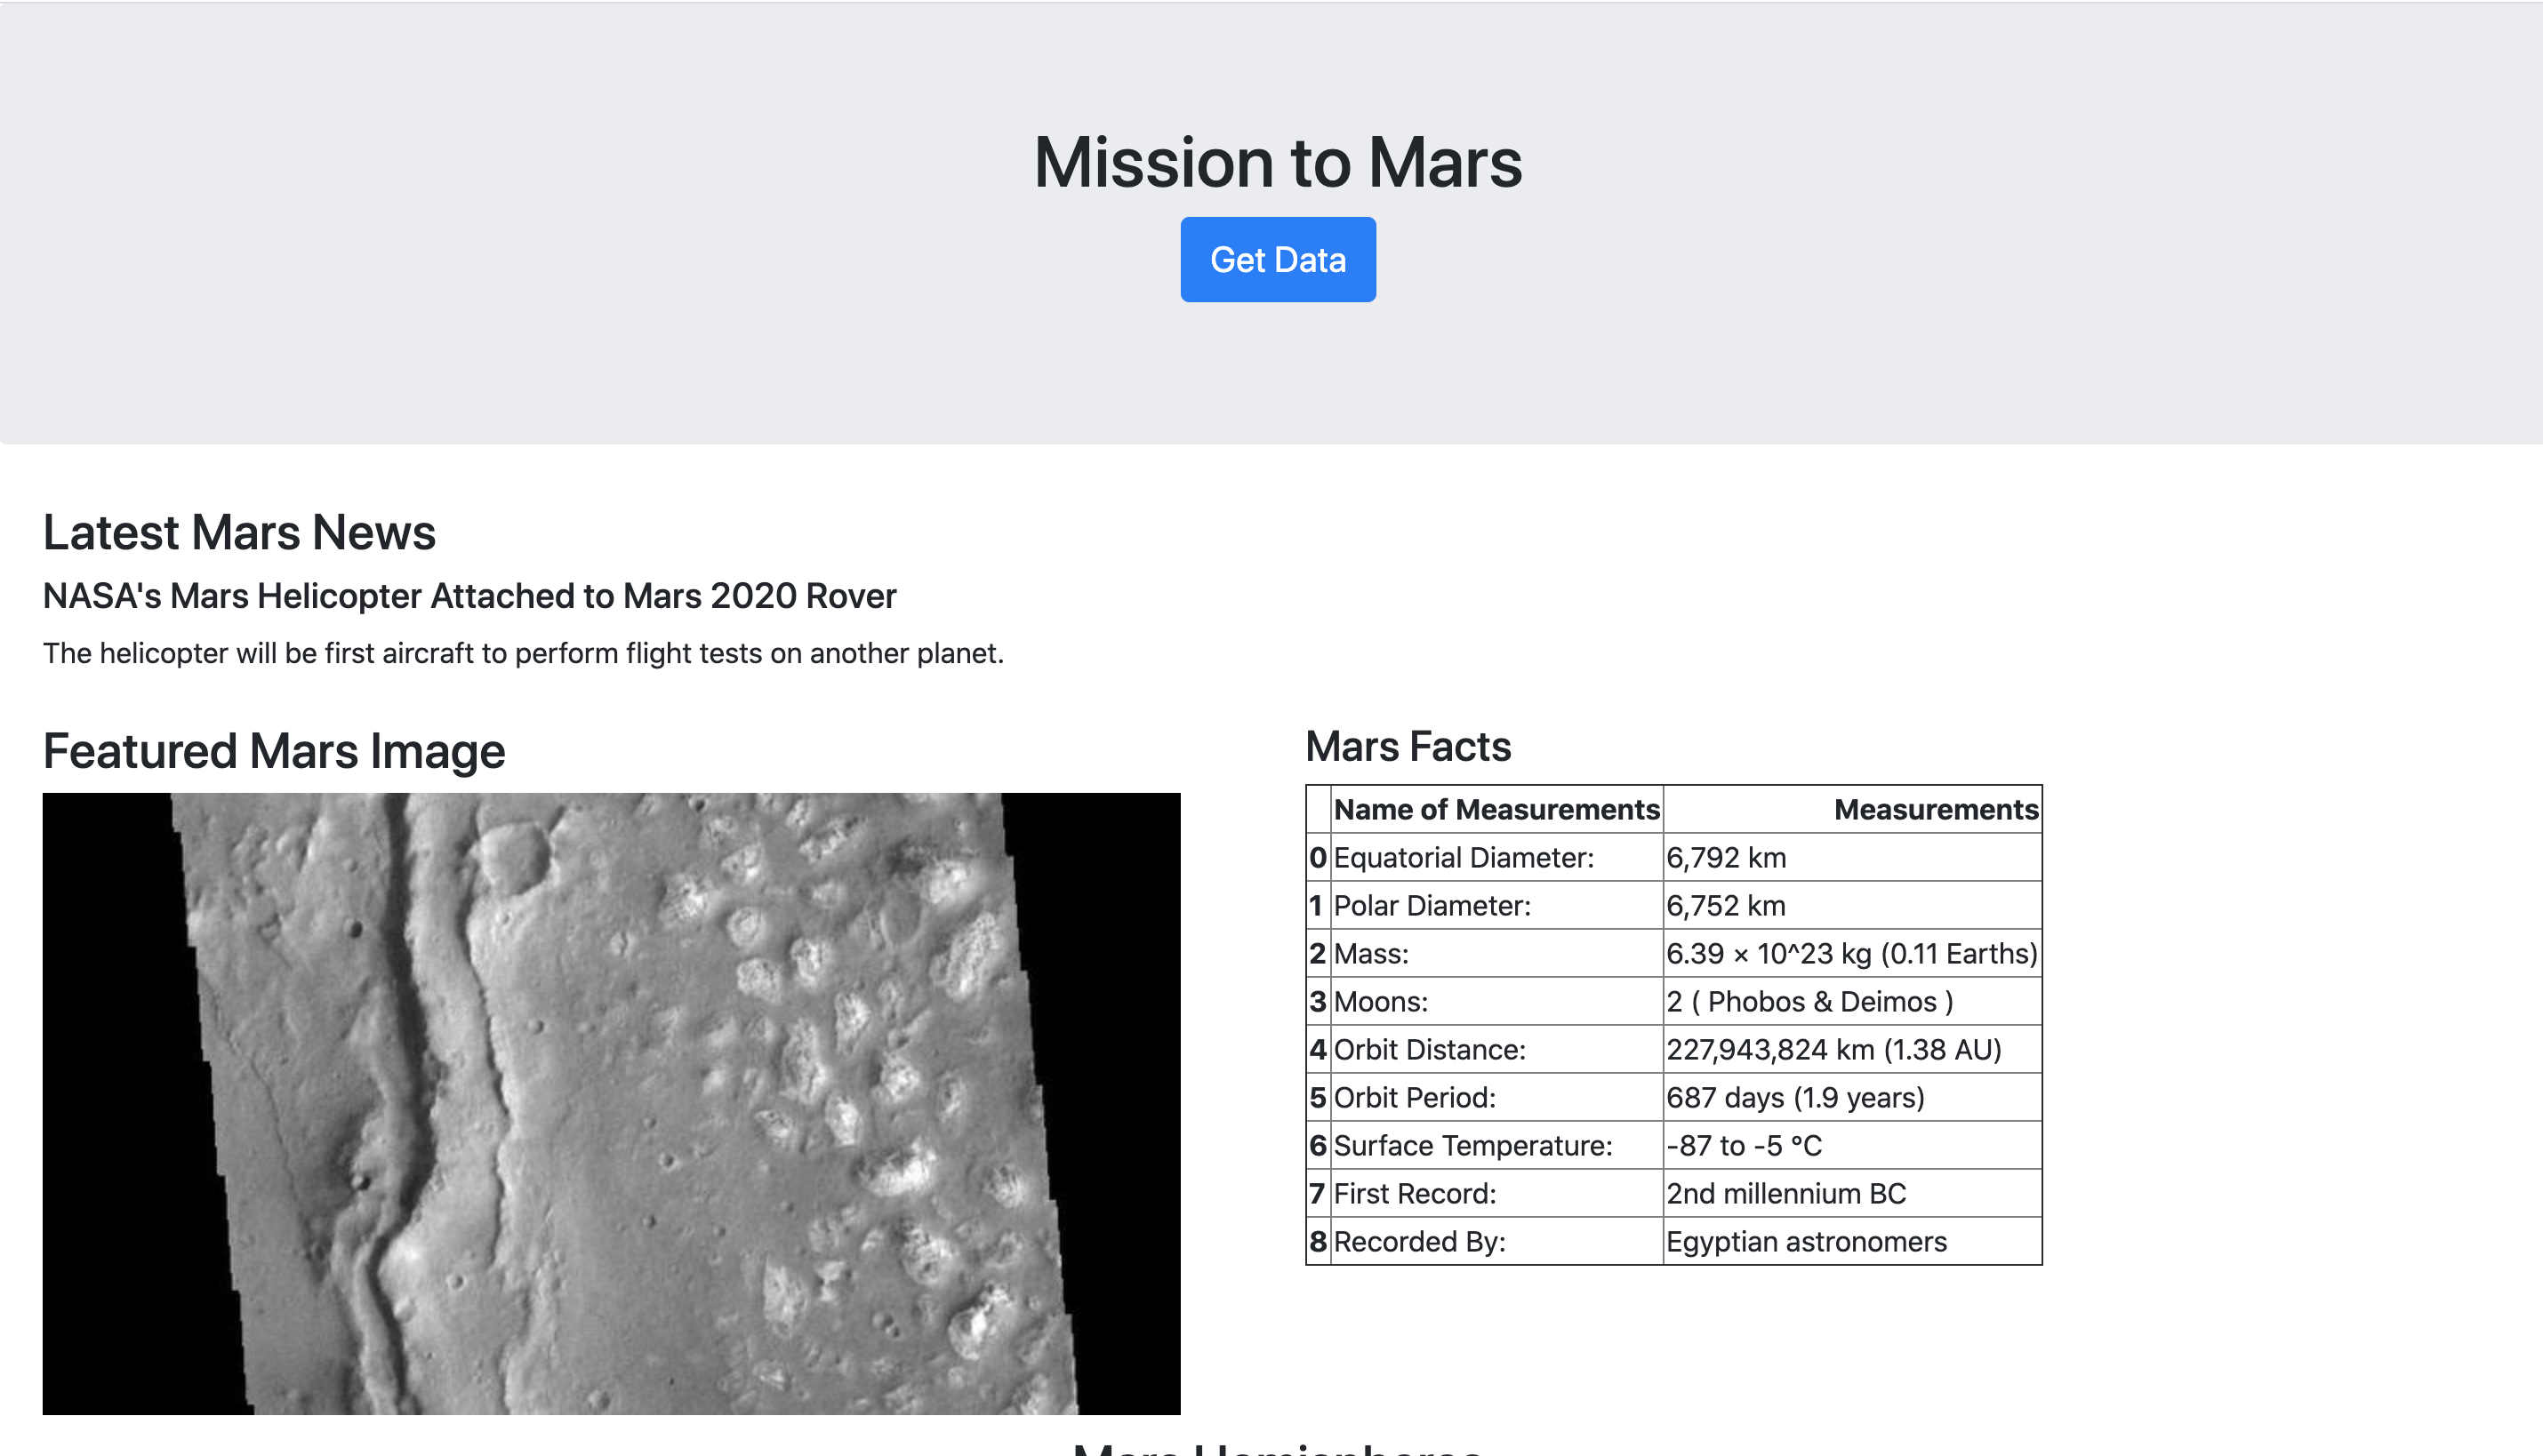 Mission to Mars
Get Data
Latest Mars News
NASA's Mars Helicopter Attached to Mars 2020 Rover
The helicopter will be first aircraft to perform flight tests on another planet.
Featured Mars Image
Mars Facts
Name of Measurements Measurements
0 Equatorial Diameter: 6,792 km
1 Polar Diameter: 6,752 km
2 Mass: 6.39 × 10^23 kg (0.11 Earths)
3 Moons: 2 ( Phobos & Deimos )
4 Orbit Distance: 227,943,824 km (1.38 AU)
5 Orbit Period: 687 days (1.9 years)
6 Surface Temperature: -87 to -5 °C
7 First Record: 2nd millennium BC
8 Recorded By: Egyptian astronomers
Mars Hemispheres